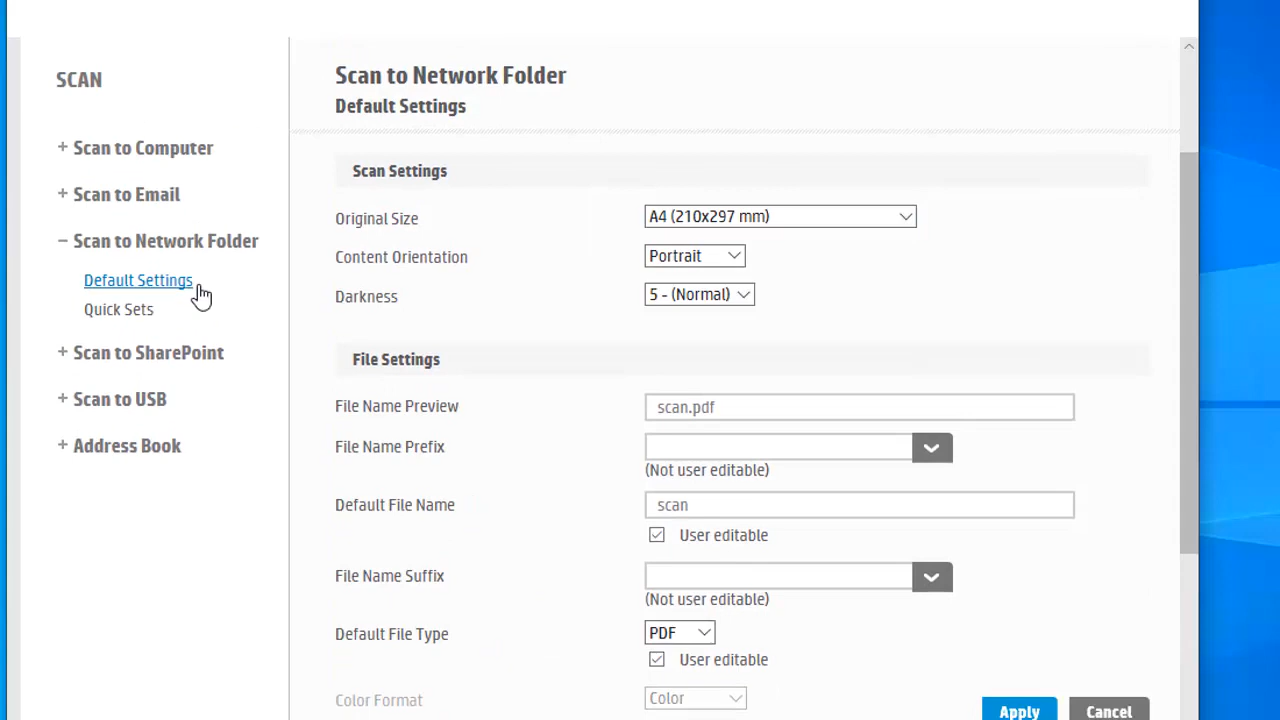 SCAN
+ Scan to Computer
+ Scan to Email
− Scan to Network Folder
Default Settings
Quick Sets
+ Scan to SharePoint
+ Scan to USB
+ Address Book
Scan to Network Folder
Default Settings
Scan Settings
Original Size A4 (210x297 mm)
Content Orientation Portrait
Darkness 5 - (Normal)
File Settings
File Name Preview scan.pdf
File Name Prefix
(Not user editable)
Default File Name scan
User editable
File Name Suffix
(Not user editable)
Default File Type PDF
User editable
Color Format Color
Apply Cancel